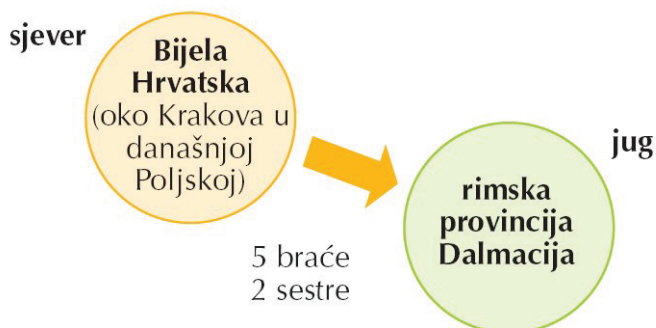 sjever
Bijela
Hrvatska
(oko Krakova u
današnjoj
Poljskoj)
jug
rimska
provincija
Dalmacija
5 braće
2 sestre